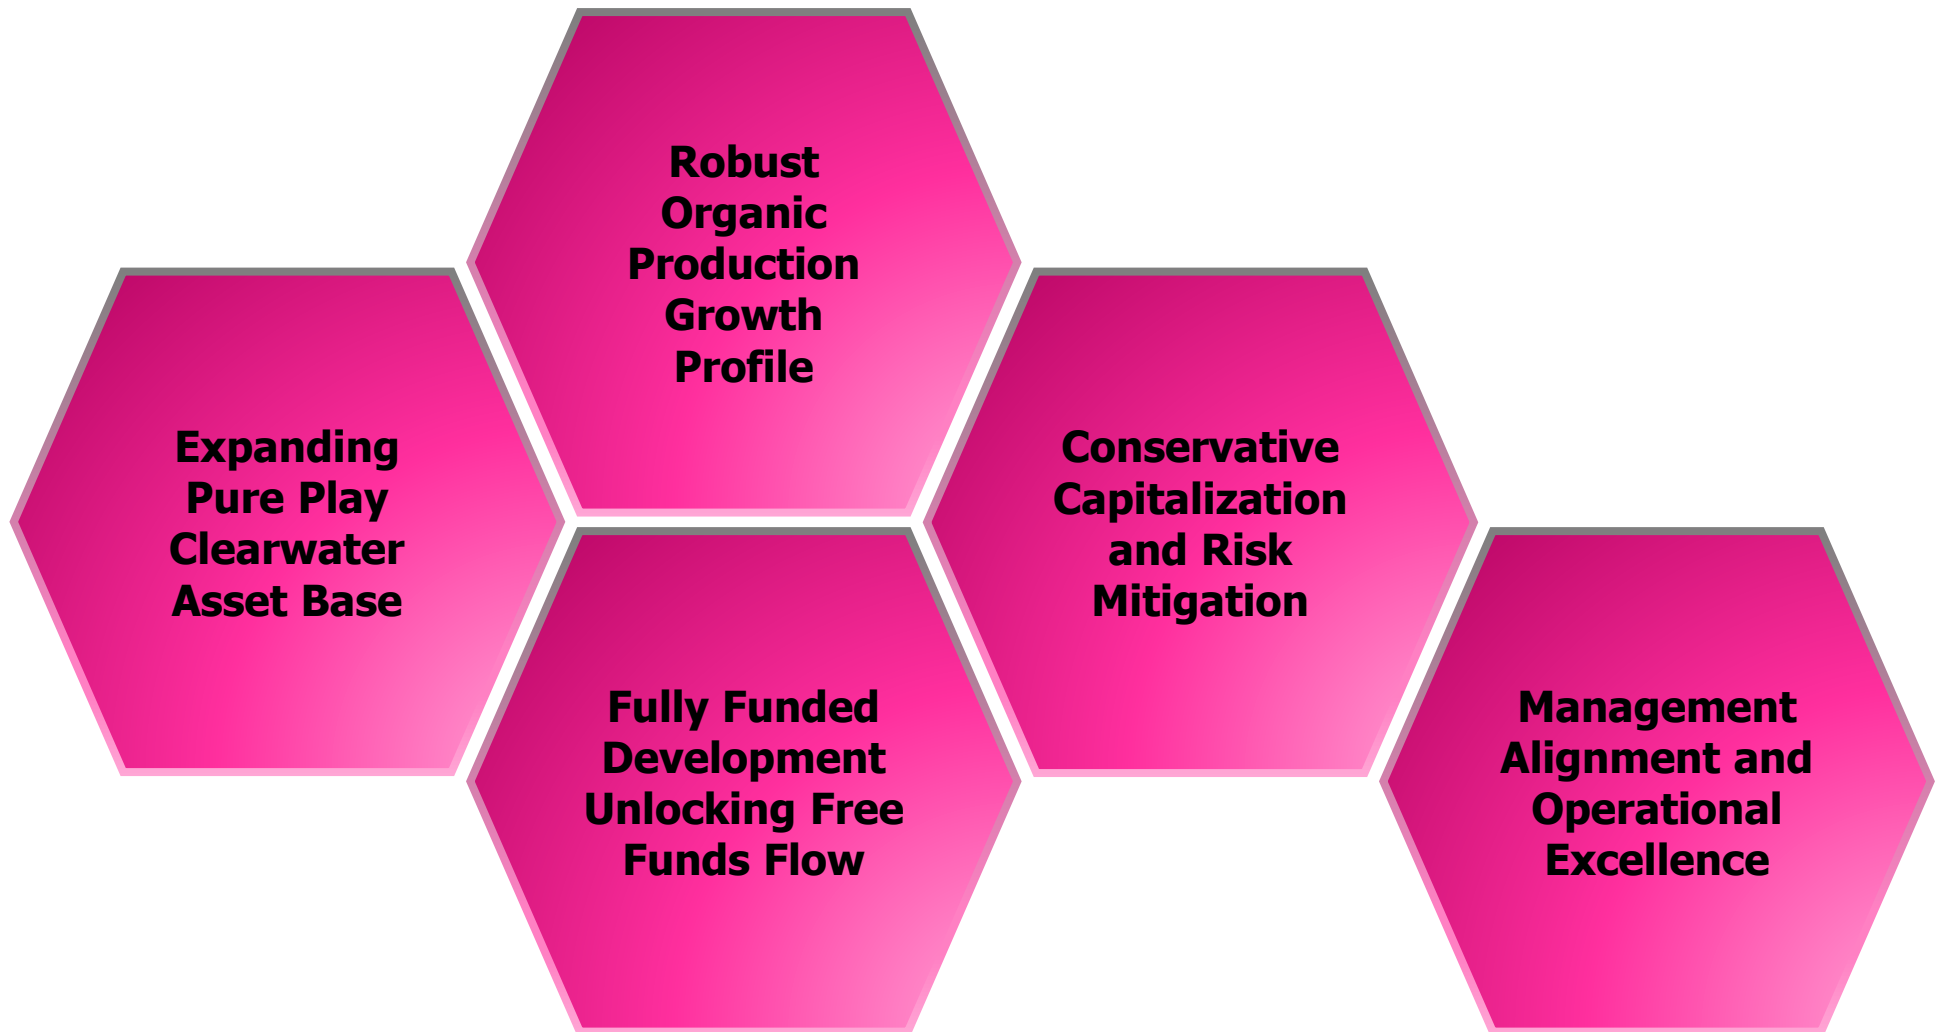 Robust
Organic
Production
Growth
Profile
Expanding
Pure Play
Clearwater
Asset Base
Conservative
Capitalization
and Risk
Mitigation
Fully Funded
Development
Unlocking Free
Funds Flow
Management
Alignment and
Operational
Excellence